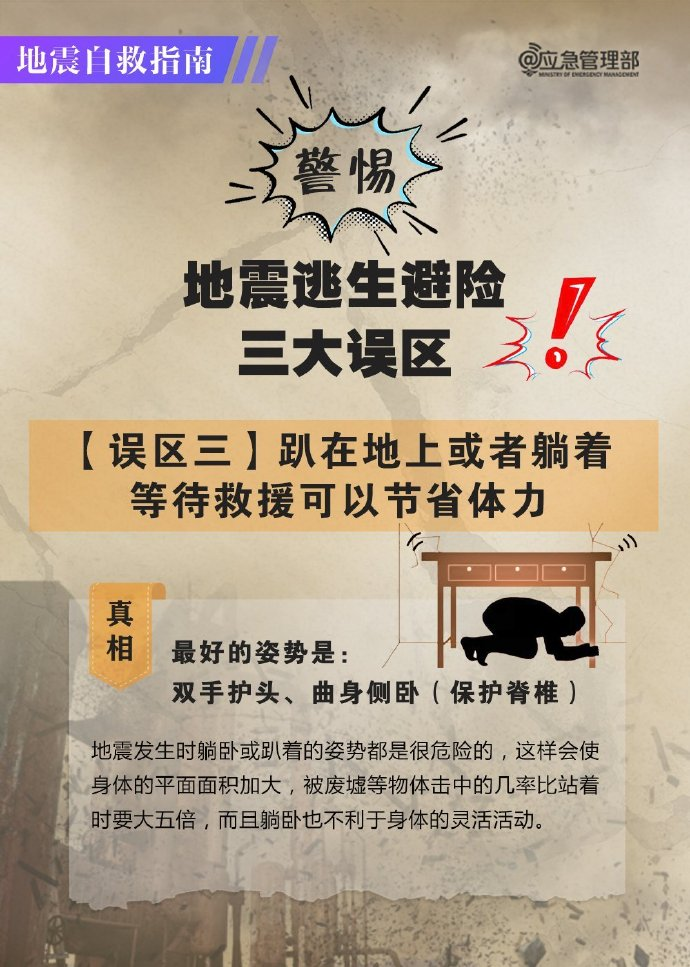 地震自救指南
@应急管理部
MINISTRY OF EMERGENCY MANAGEMENT
警惕
地震逃生避险
三大误区
【误区三】趴在地上或者躺着
等待救援可以节省体力
真相
最好的姿势是：
双手护头、曲身侧卧（保护脊椎）
地震发生时躺卧或趴着的姿势都是很危险的，这样会使
身体的平面面积加大，被废墟等物体击中的几率比站着
时要大五倍，而且躺卧也不利于身体的灵活活动。